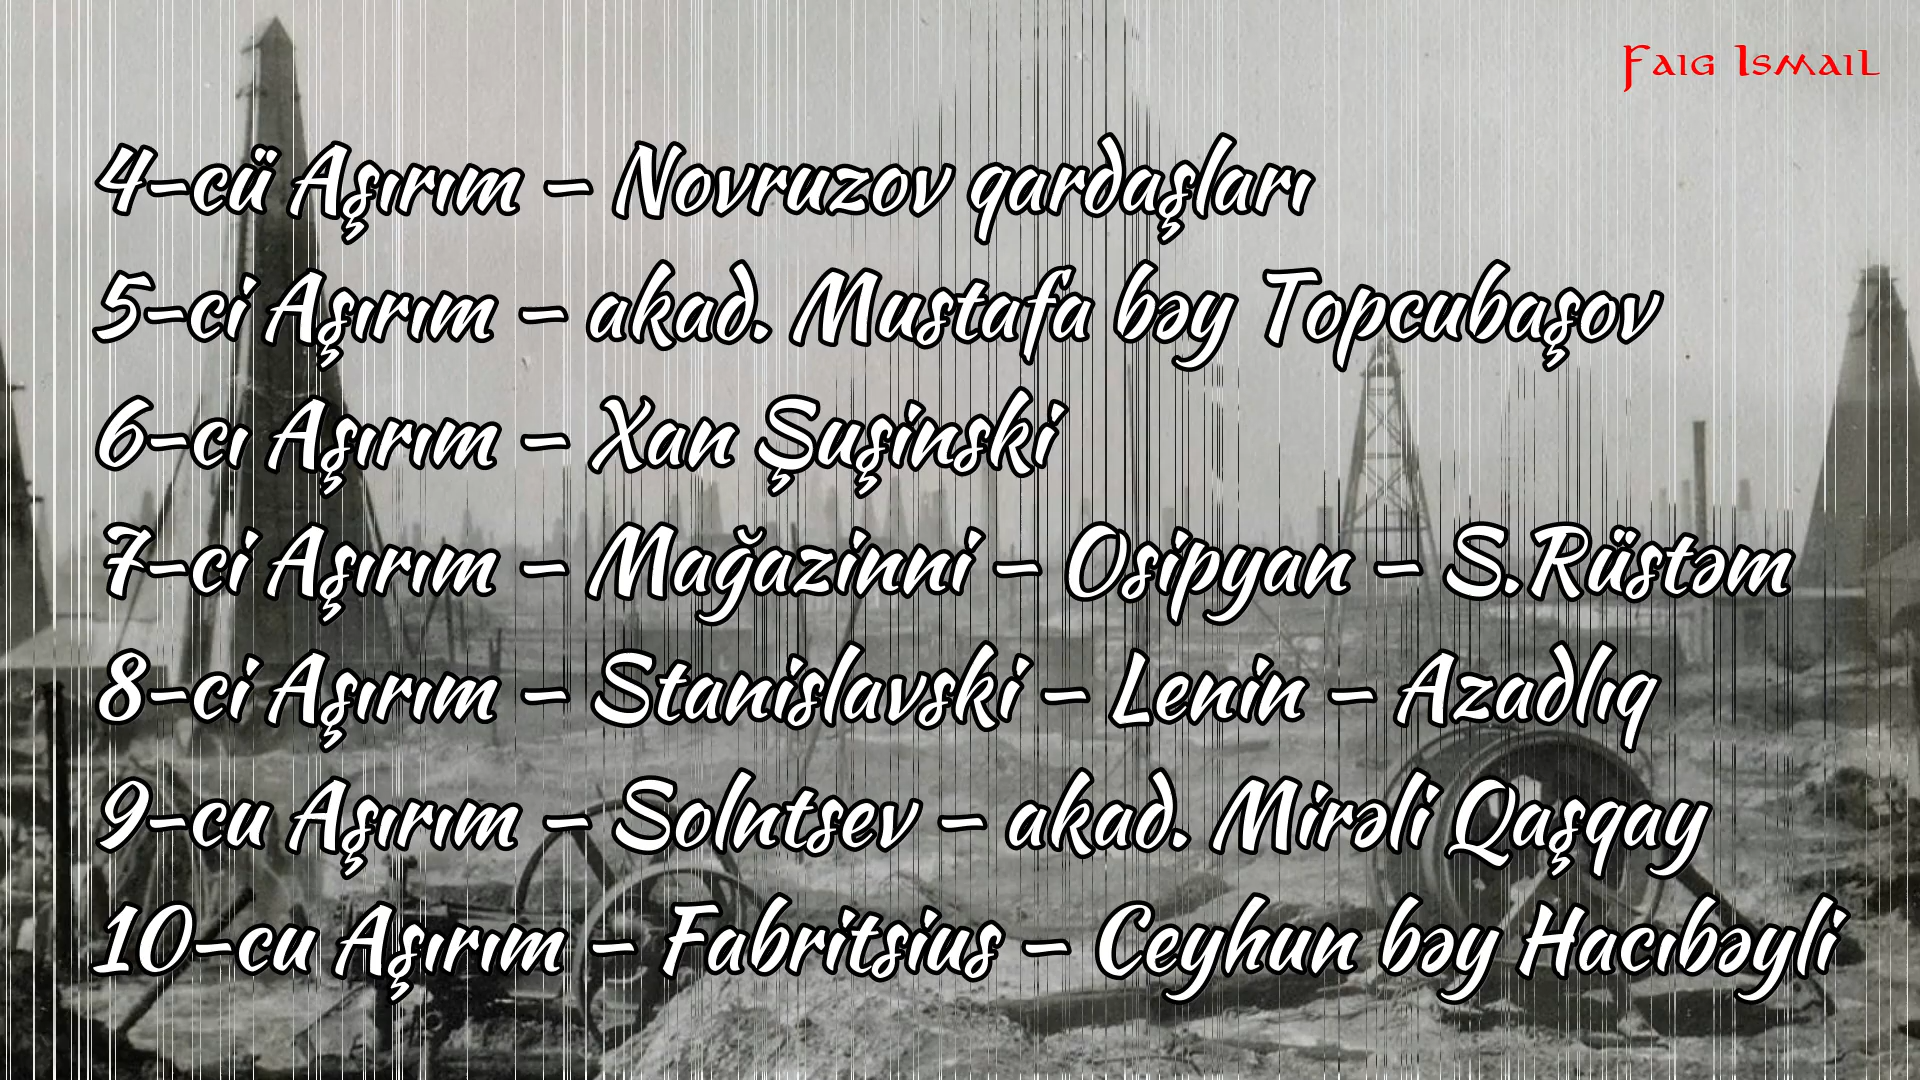 Faig Ismail
4-cü Aşırım – Novruzov qardaşları
5-ci Aşırım – akad. Mustafa bəy Topcubaşov
6-cı Aşırım – Xan Şuşinski
7-ci Aşırım – Mağazinni – Osipyan – S.Rüstəm
8-ci Aşırım – Stanislavski – Lenin – Azadlıq
9-cu Aşırım – Solntsev – akad. Mirəli Qaşqay
10-cu Aşırım – Fabritsius – Ceyhun bəy Hacıbəyli